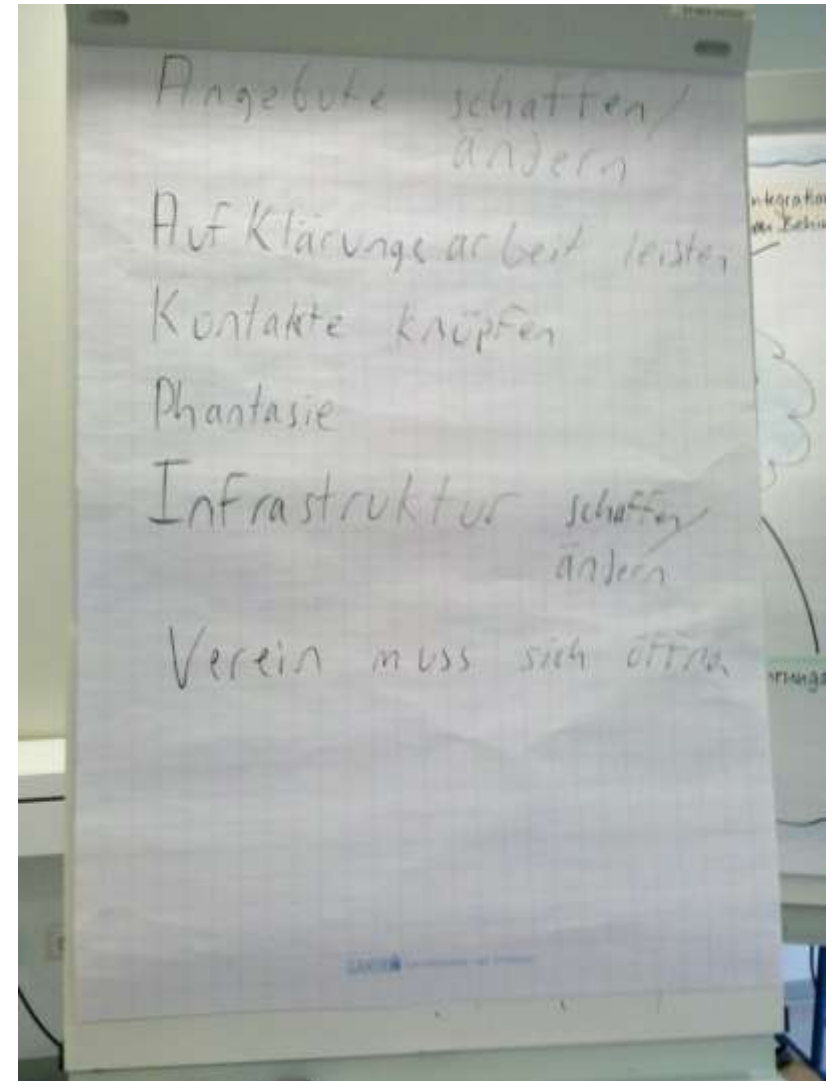 Angebote schaffen/
ändern
Aufklärungsarbeit leisten
Kontakte knüpfen
Phantasie
Infrastruktur schaffen/
ändern
Verein muss sich öffnen